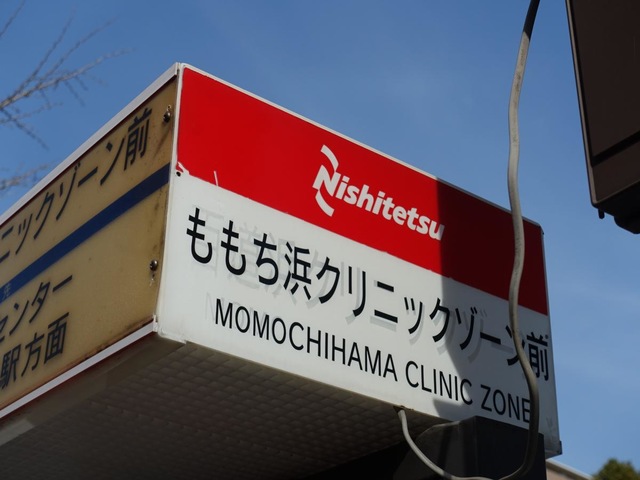 Nishitetsu
ももち浜クリニックゾーン前
MOMOCHIHAMA CLINIC ZONE
ニックゾーン前
センター
駅方面